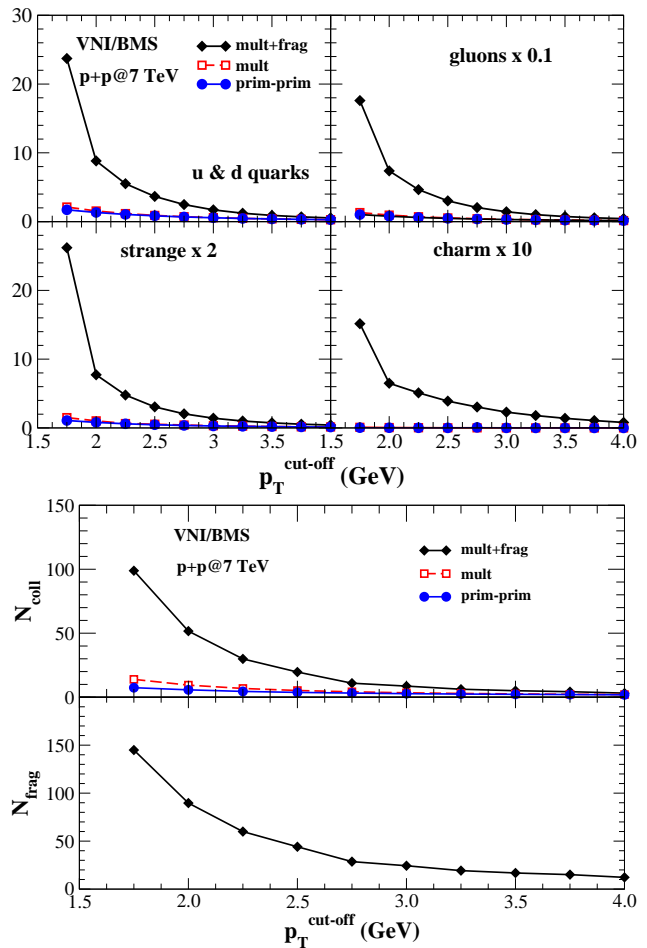 30
VNI/BMS
p+p@7 TeV
mult+frag
mult
prim-prim
u & d quarks
gluons x 0.1
20
10
0
strange x 2
charm x 10
20
10
0
1.5 2 2.5 3 3.5 1.5 2.0 2.5 3.0 3.5 4.0
p_T^cut-off (GeV)
150
VNI/BMS
p+p@7 TeV
mult+frag
mult
prim-prim
100
N_coll
50
0
150
100
N_frag
50
0
1.5 2.0 2.5 3.0 3.5 4.0
p_T^cut-off (GeV)